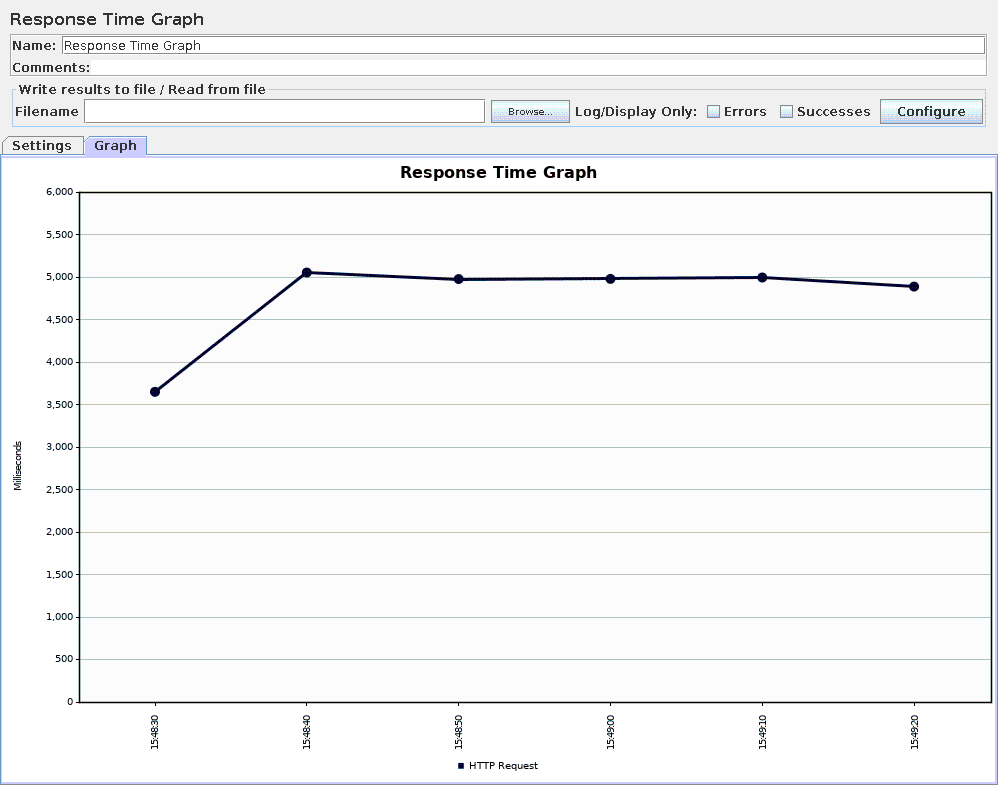 Response Time Graph
Name: Response Time Graph
Comments:
Write results to file / Read from file
Filename Browse... Log/Display Only: Errors Successes Configure
Settings Graph
Response Time Graph
6,000
5,500
5,000
4,500
4,000
3,500
3,000
2,500
2,000
1,500
1,000
500
0
Milliseconds
15:48:30 15:48:40 15:48:50 15:49:00 15:49:10 15:49:20
HTTP Request